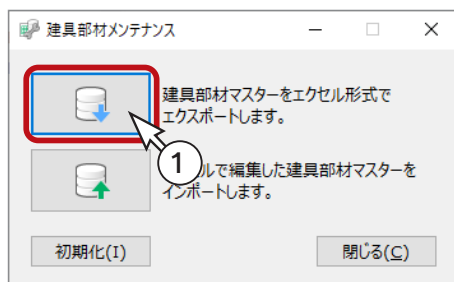 建具部材メンテナンス
建具部材マスターをエクセル形式で
エクスポートします。
1
ルで編集した建具部材マスターを
インポートします。
初期化(I)
閉じる(C)